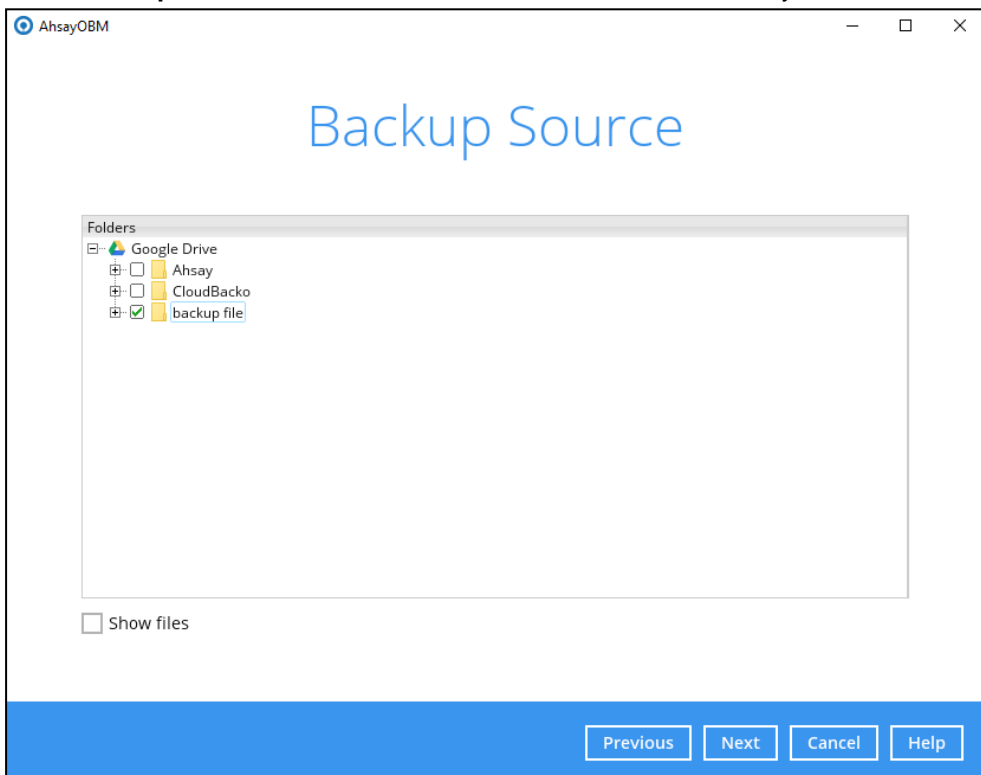 AhsayOBM
Backup Source
Folders
Google Drive
Ahsay
CloudBacko
backup file
Show files
Previous Next Cancel Help